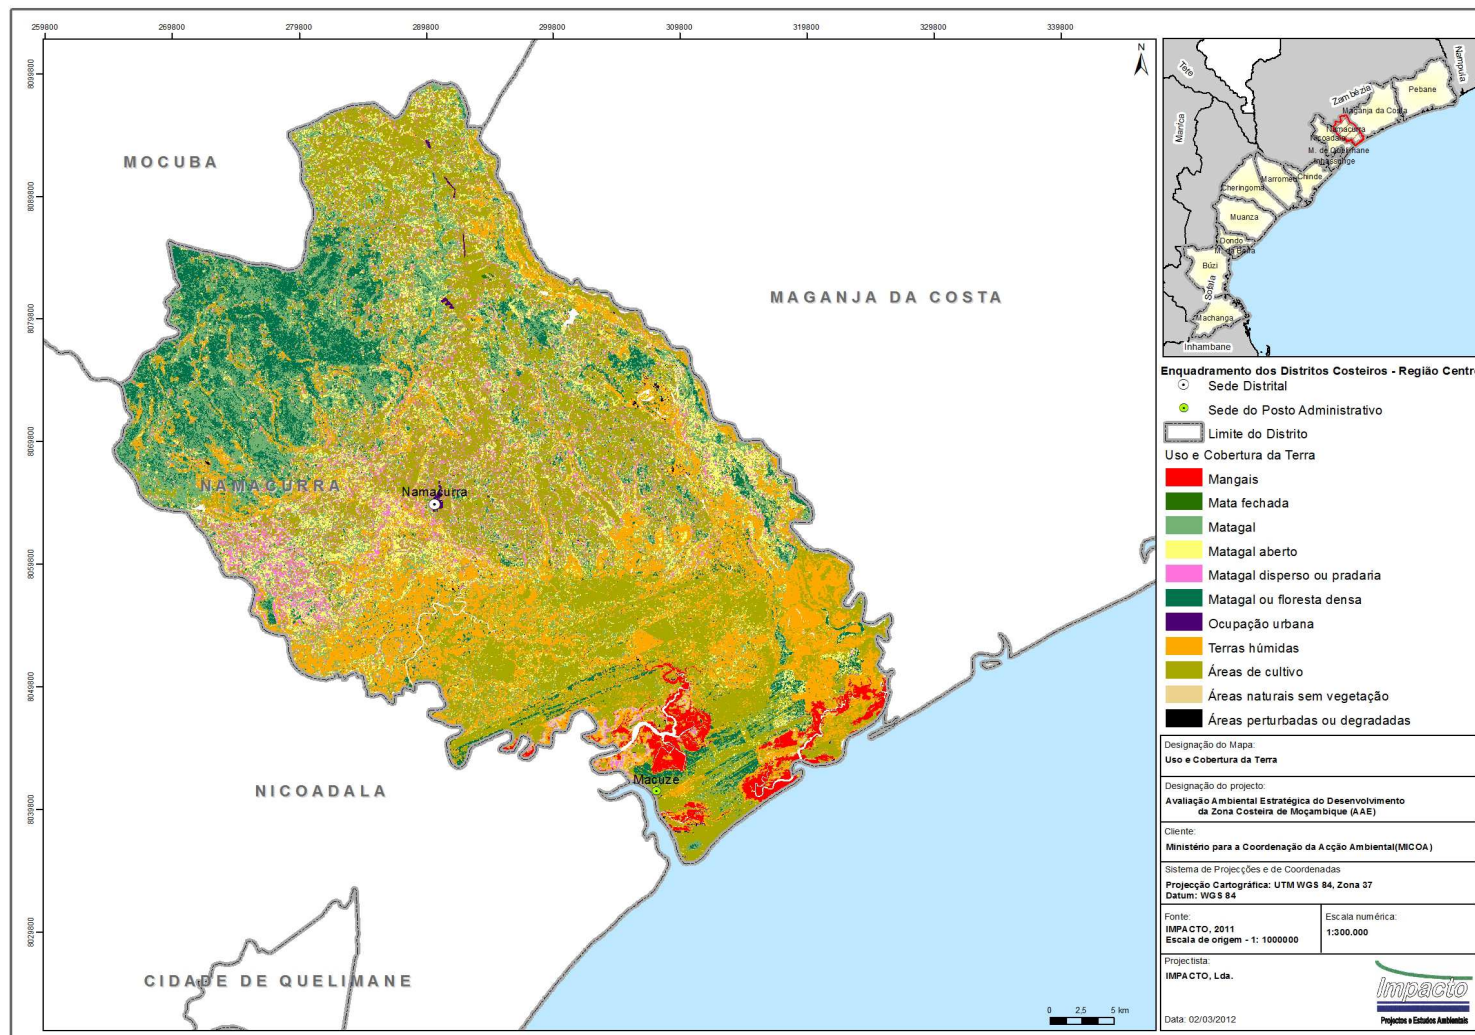 259800 269800 279800 289800 299800 309800 319800 329800 339800
8099800
8089800
8079800
8069800
8059800
8049800
8039800
8029800
N
MOCUBA
MAGANJA DA COSTA
NAMACURRA
Namacurra
NICOADALA
Macuze
CIDADE DE QUELIMANE
0 2,5 5 km
Tete
Nampula
Zambézia
Pebane
Maganja da Costa
Manica
Namacurra
Nicoadala
M. de Quelimane
Inhassunge
Chinde
Marromeu
Cheringoma
Muanza
Dondo
M. da Beira
Búzi
Sofala
Machanga
Inhambane
Enquadramento dos Distritos Costeiros - Região Centr
Sede Distrital
Sede do Posto Administrativo
Limite do Distrito
Uso e Cobertura da Terra
Mangais
Mata fechada
Matagal
Matagal aberto
Matagal disperso ou pradaria
Matagal ou floresta densa
Ocupação urbana
Terras húmidas
Áreas de cultivo
Áreas naturais sem vegetação
Áreas perturbadas ou degradadas
Designação do Mapa:
Uso e Cobertura da Terra
Designação do projecto:
Avaliação Ambiental Estratégica do Desenvolvimento
da Zona Costeira de Moçambique (AAE)
Cliente:
Ministério para a Coordenação da Acção Ambiental(MICOA)
Sistema de Projecções e de Coordenadas
Projecção Cartográfica: UTM WGS 84, Zona 37
Datum: WGS 84
Fonte:
IMPACTO, 2011
Escala de origem - 1: 1000000
Escala numérica:
1:300.000
Projectista:
IMPACTO, Lda.
Impacto
Projectos e Estudos Ambientais
Data: 02/03/2012